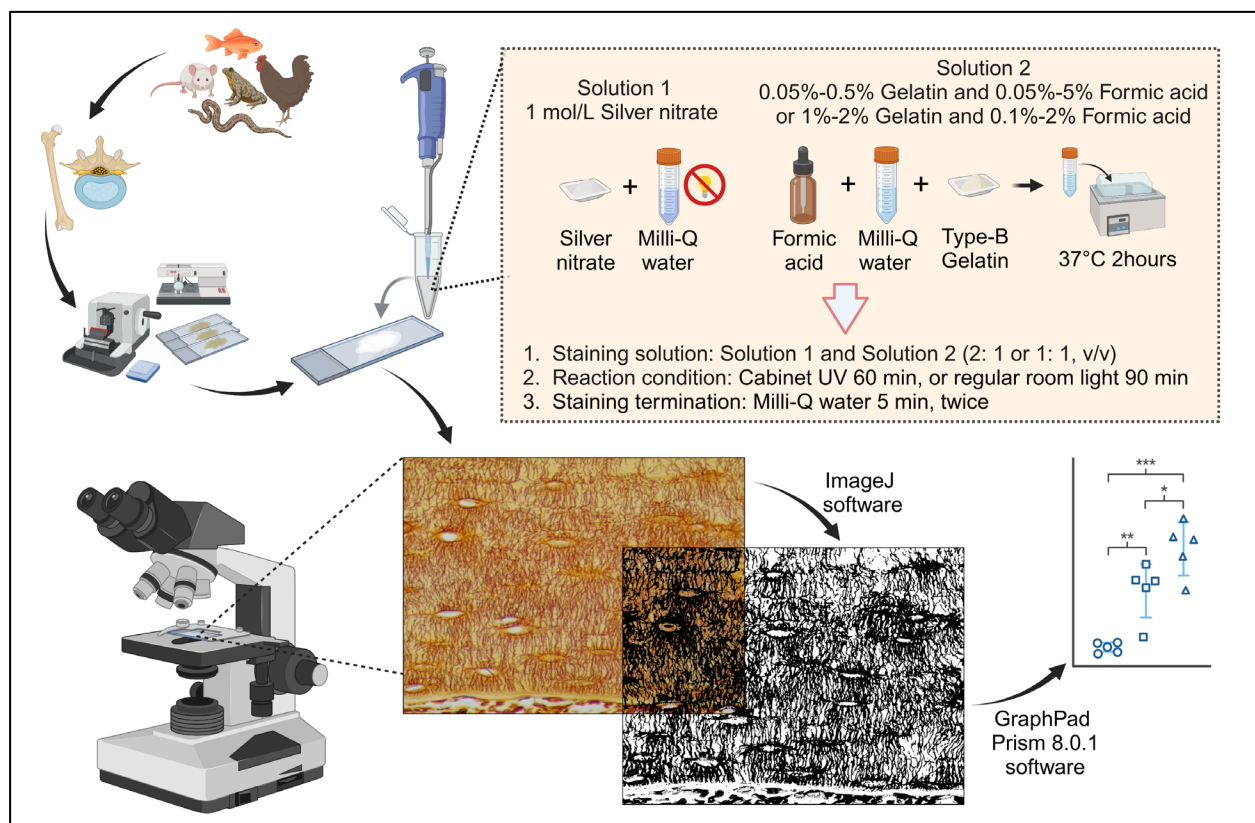 Solution 1
1 mol/L Silver nitrate
Solution 2
0.05%-0.5% Gelatin and 0.05%-5% Formic acid
or 1%-2% Gelatin and 0.1%-2% Formic acid
+
Silver
nitrate
Milli-Q
water
+
+
Formic
acid
Milli-Q
water
Type-B
Gelatin
37°C 2hours
1. Staining solution: Solution 1 and Solution 2 (2: 1 or 1: 1, v/v)
2. Reaction condition: Cabinet UV 60 min, or regular room light 90 min
3. Staining termination: Milli-Q water 5 min, twice
ImageJ
software
***
*
**
GraphPad
Prism 8.0.1
software